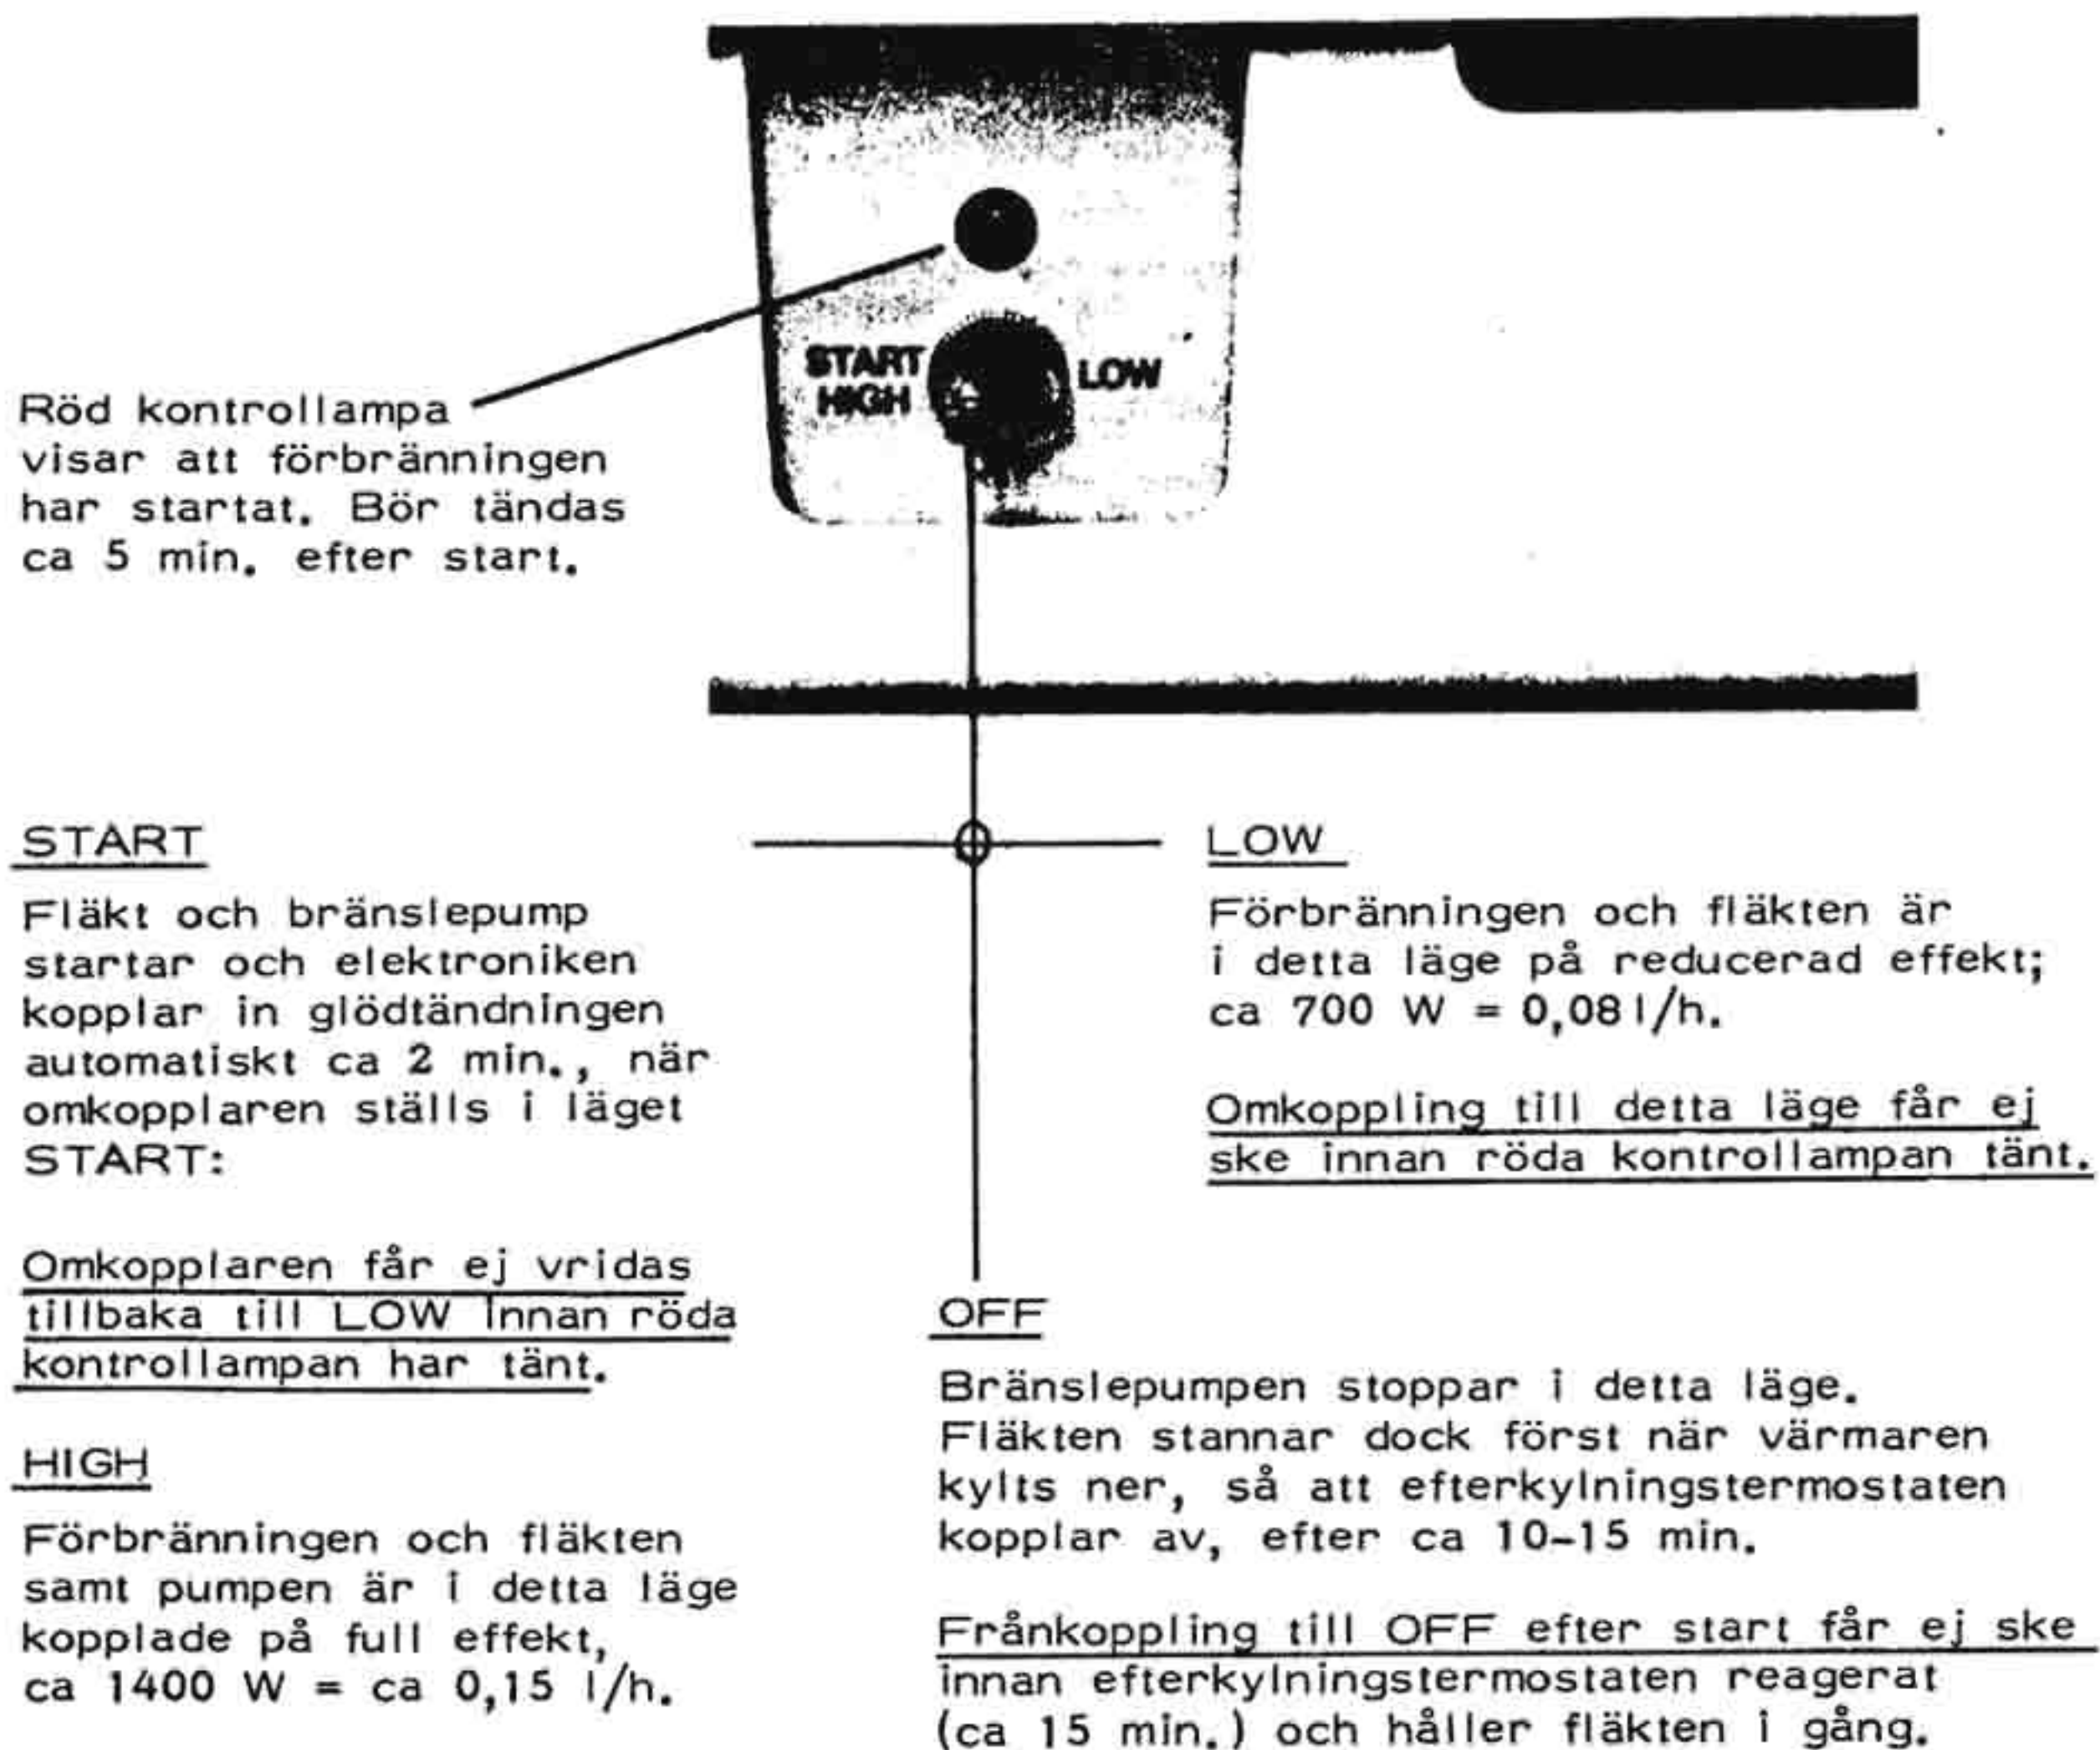 START
HIGH
LOW
Röd kontrollampa
visar att förbränningen
har startat. Bör tändas
ca 5 min. efter start.
START
Fläkt och bränslepump
startar och elektroniken
kopplar in glödtändningen
automatiskt ca 2 min., när
omkopplaren ställs i läget
START:
Omkopplaren får ej vridas
tillbaka till LOW innan röda
kontrollampan har tänt.
HIGH
Förbränningen och fläkten
samt pumpen är i detta läge
kopplade på full effekt,
ca 1400 W = ca 0,15 l/h.
LOW
Förbränningen och fläkten är
i detta läge på reducerad effekt;
ca 700 W = 0,08 l/h.
Omkoppling till detta läge får ej
ske innan röda kontrollampan tänt.
OFF
Bränslepumpen stoppar i detta läge.
Fläkten stannar dock först när värmaren
kylts ner, så att efterkylningstermostaten
kopplar av, efter ca 10-15 min.
Frånkoppling till OFF efter start får ej ske
innan efterkylningstermostaten reagerat
(ca 15 min.) och håller fläkten i gång.